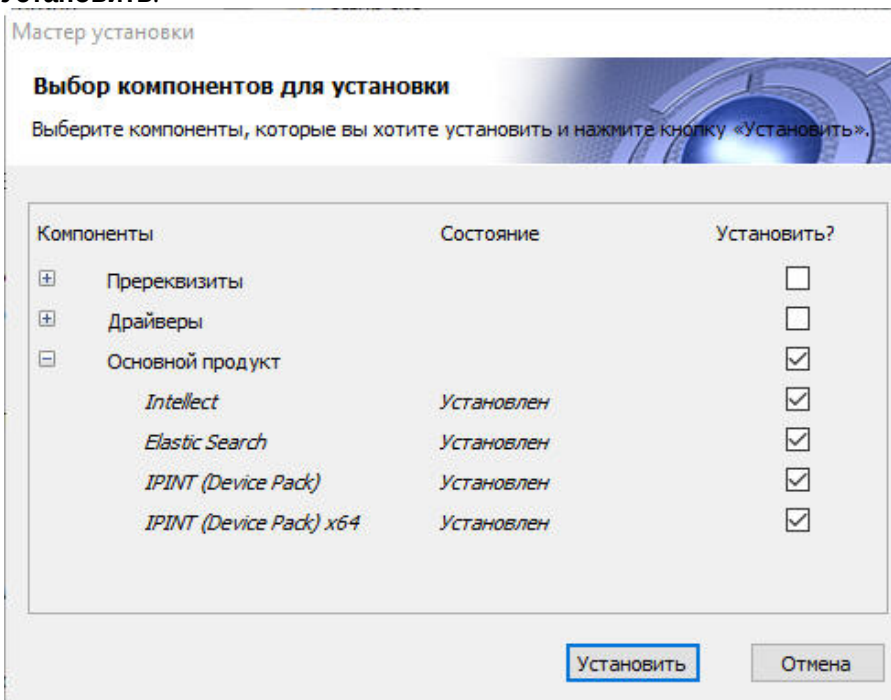 Установить.
Мастер установки
Выбор компонентов для установки
Выберите компоненты, которые вы хотите установить и нажмите кнопку «Установить».
Компоненты Состояние Установить?
Пререквизиты
Драйверы
Основной продукт
Intellect Установлен
Elastic Search Установлен
IPINT (Device Pack) Установлен
IPINT (Device Pack) x64 Установлен
Установить Отмена